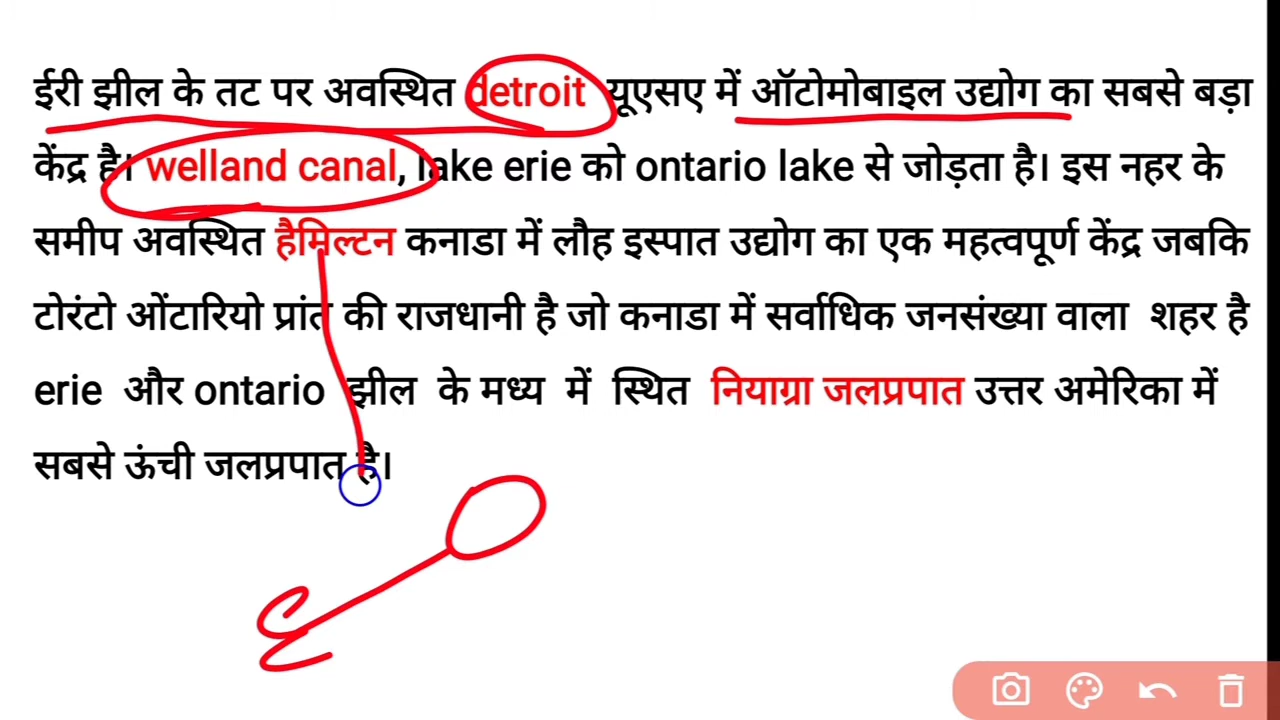 ईरी झील के तट पर अवस्थित detroit यूएसए में ऑटोमोबाइल उद्योग का सबसे बड़ा
केंद्र है। welland canal, lake erie को ontario lake से जोड़ता है। इस नहर के
समीप अवस्थित हैमिल्टन कनाडा में लौह इस्पात उद्योग का एक महत्वपूर्ण केंद्र जबकि
टोरंटो ओंटारियो प्रांत की राजधानी है जो कनाडा में सर्वाधिक जनसंख्या वाला शहर है
erie और ontario झील के मध्य में स्थित नियाग्रा जलप्रपात उत्तर अमेरिका में
सबसे ऊंची जलप्रपात है।